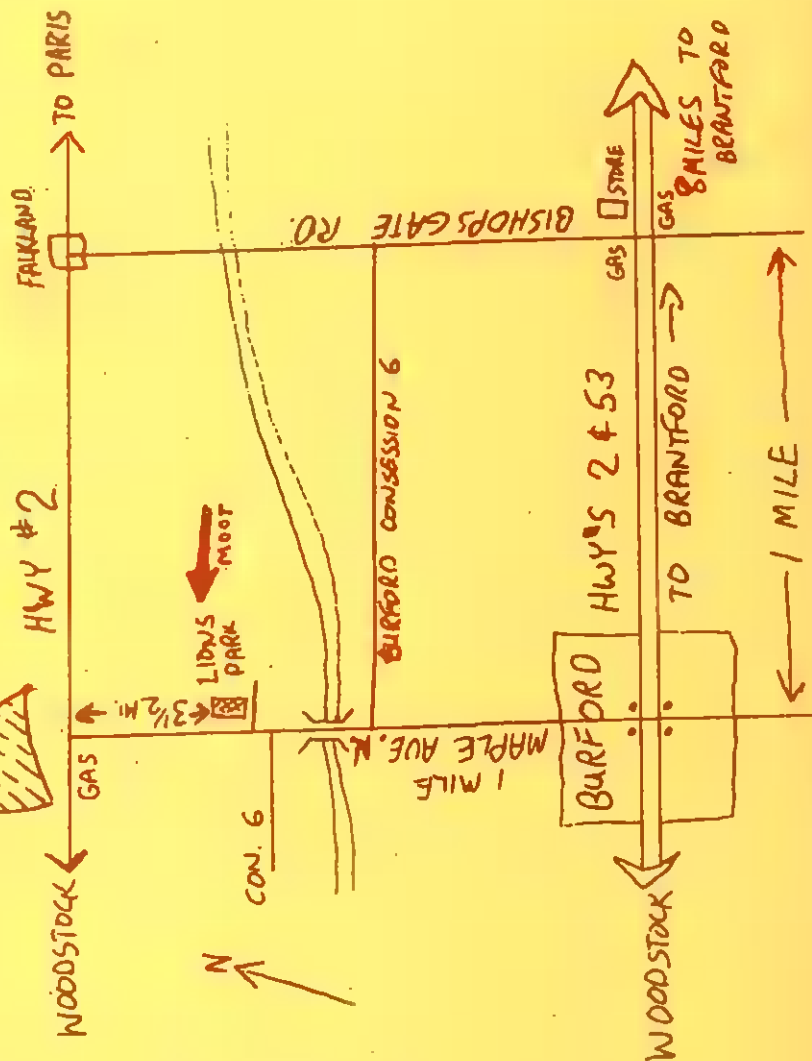 WOODSTOCK
HWY #2
FALKLAND.
TO PARIS
GAS
3½ MI.
LIONS
PARK
MOOT
CON. 6
N
BISHOPSGATE RD.
BURFORD CONSESSION 6
MAPLE AVE. N.
1 MILE
BURFORD
HWY'S 2 & 53
GAS
STORE
GAS
WOODSTOCK
TO BRANTFORD →
8 MILES TO
BRANTFORD
1 MILE